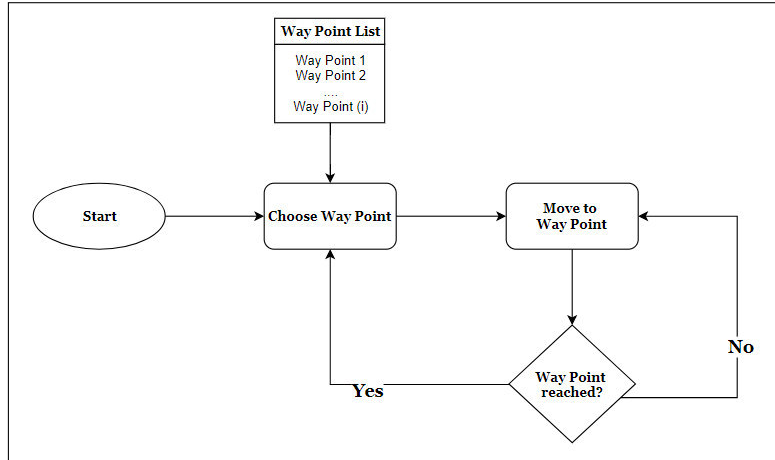 Way Point List
Way Point 1
Way Point 2
....
Way Point (i)
Start
Choose Way Point
Move to
Way Point
Way Point
reached?
Yes
No